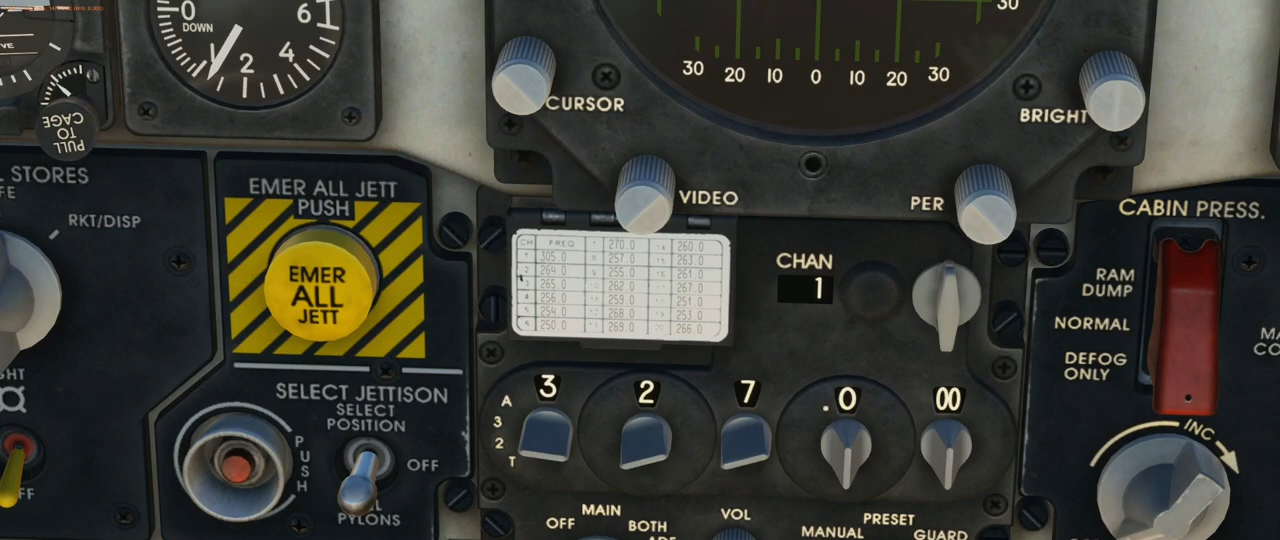 0
6
DOWN
2
4
VE
PULL
TO
CAGE
30
30 20 10 0 10 20 30
CURSOR
BRIGHT
VIDEO
PER
STORES
FE
RKT/DISP
EMER ALL JETT
PUSH
EMER
ALL
JETT
SELECT JETTISON
SELECT
POSITION
PUSH
OFF
PYLONS
CH FREQ 270.0 260.0
1 305.0 257.0 263.0
2 264.0 255.0 261.0
265.0 262.0 267.0
256.0 259.0 251.0
254.0 268.0 253.0
250.0 269.0 266.0
CHAN
1
A
3
2
T
3 2 7 .0 00
MAIN
OFF
BOTH
VOL
PRESET
MANUAL
GUARD
CABIN PRESS.
RAM
DUMP
NORMAL
DEFOG
ONLY
INC